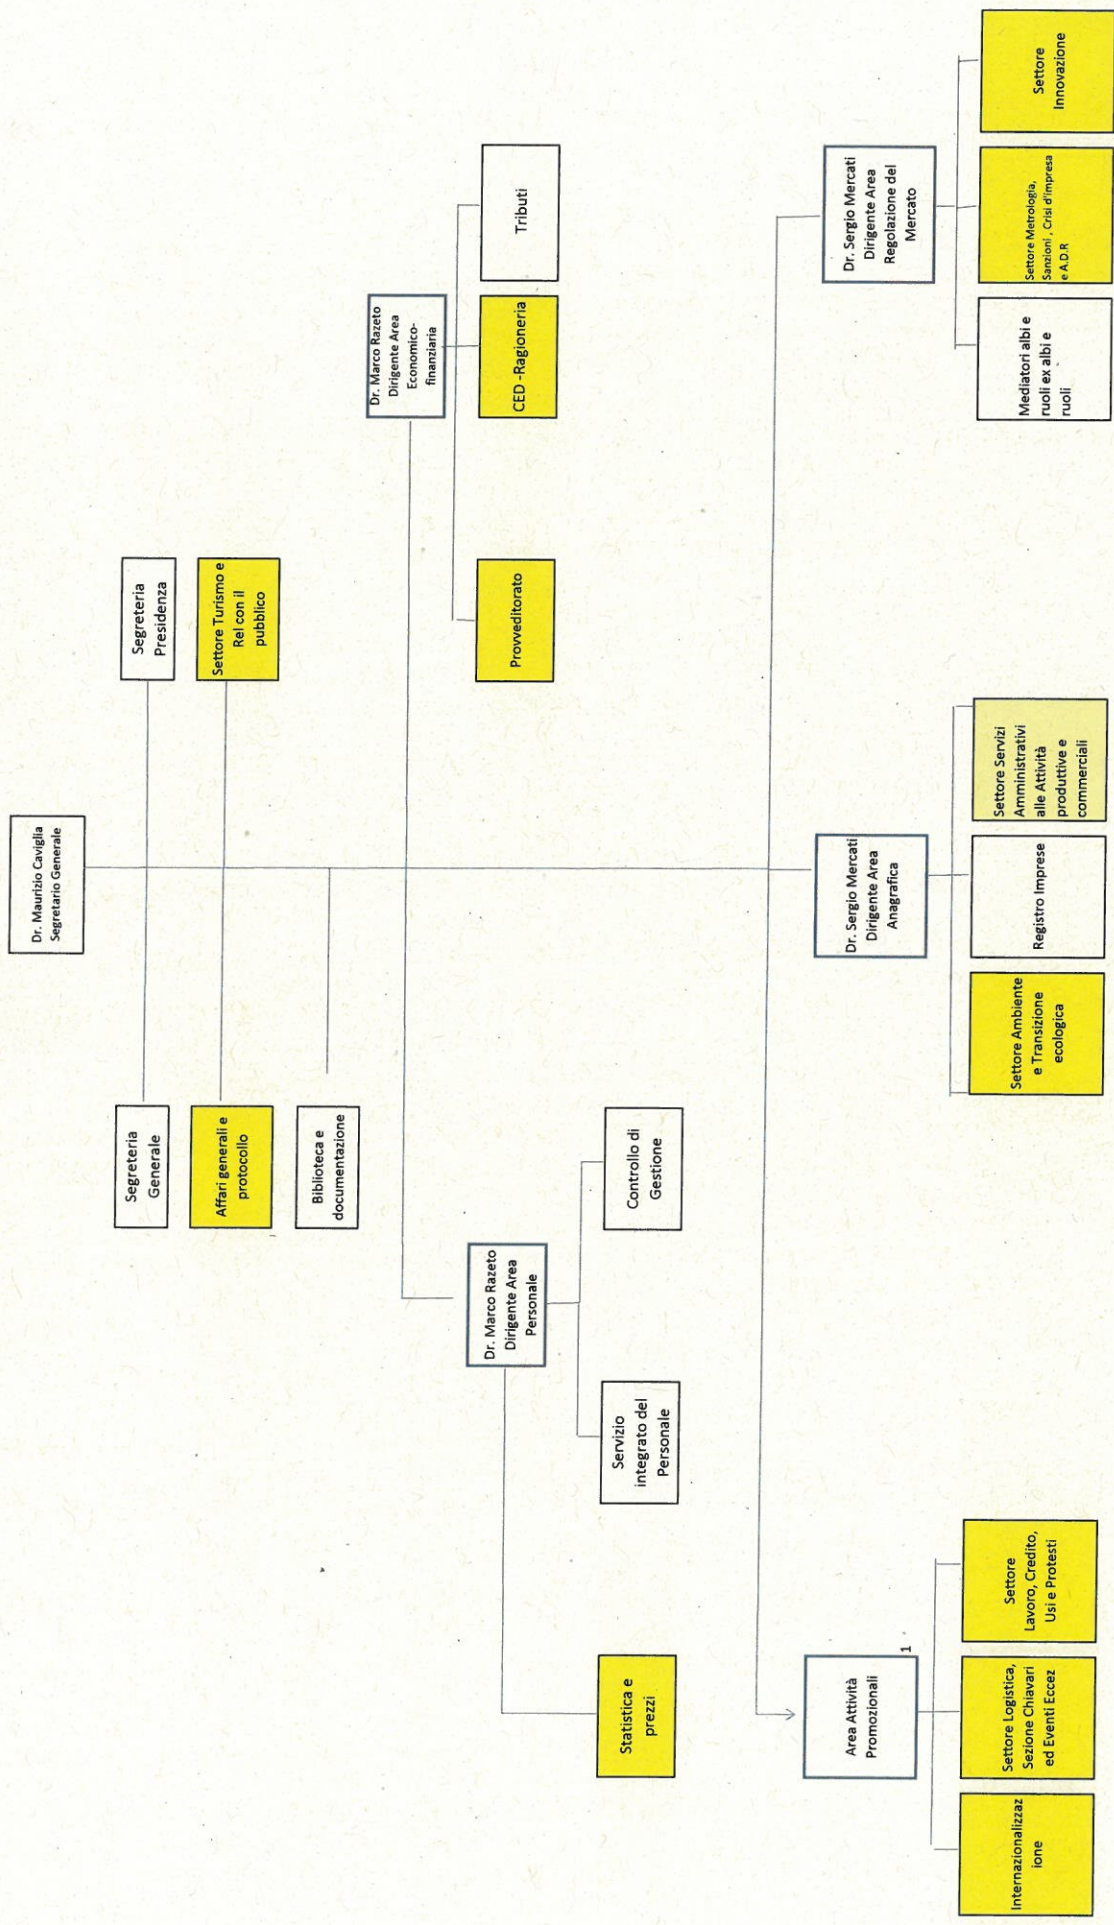 Dr. Maurizio Caviglia
Segretario Generale
Segreteria
Generale
Segreteria
Presidenza
Affari generali e
protocollo
Settore Turismo e
Rel con il
pubblico
Biblioteca e
documentazione
Dr. Marco Razeto
Dirigente Area
Personale
Dr. Marco Razeto
Dirigente Area
Economico-
finanziaria
Statistica e
prezzi
Servizio
integrato del
Personale
Controllo di
Gestione
Provveditorato
CED -Ragioneria
Tributi
Area Attività
Promozionali
1
Dr. Sergio Mercati
Dirigente Area
Anagrafica
Dr. Sergio Mercati
Dirigente Area
Regolazione del
Mercato
Internazionalizzaz
ione
Settore Logistica,
Sezione Chiavari
ed Eventi Eccez
Settore
Lavoro, Credito,
Usi e Protesti
Settore Ambiente
e Transizione
ecologica
Registro Imprese
Settore Servizi
Amministrativi
alle Attività
produttive e
commerciali
Mediatori albi e
ruoli ex albi e
ruoli
Settore Metrologia,
Sanzioni , Crisi d'impresa
e A.D.R
Settore
Innovazione